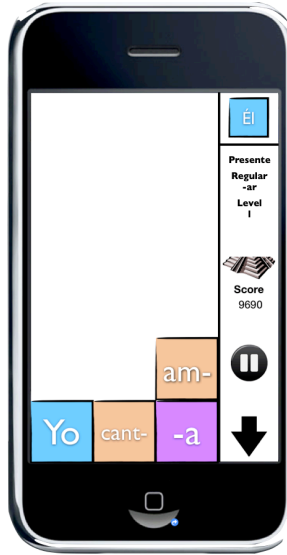 Él
Presente
Regular
-ar
Level
1
Score
9690
am-
Yo cant- -a